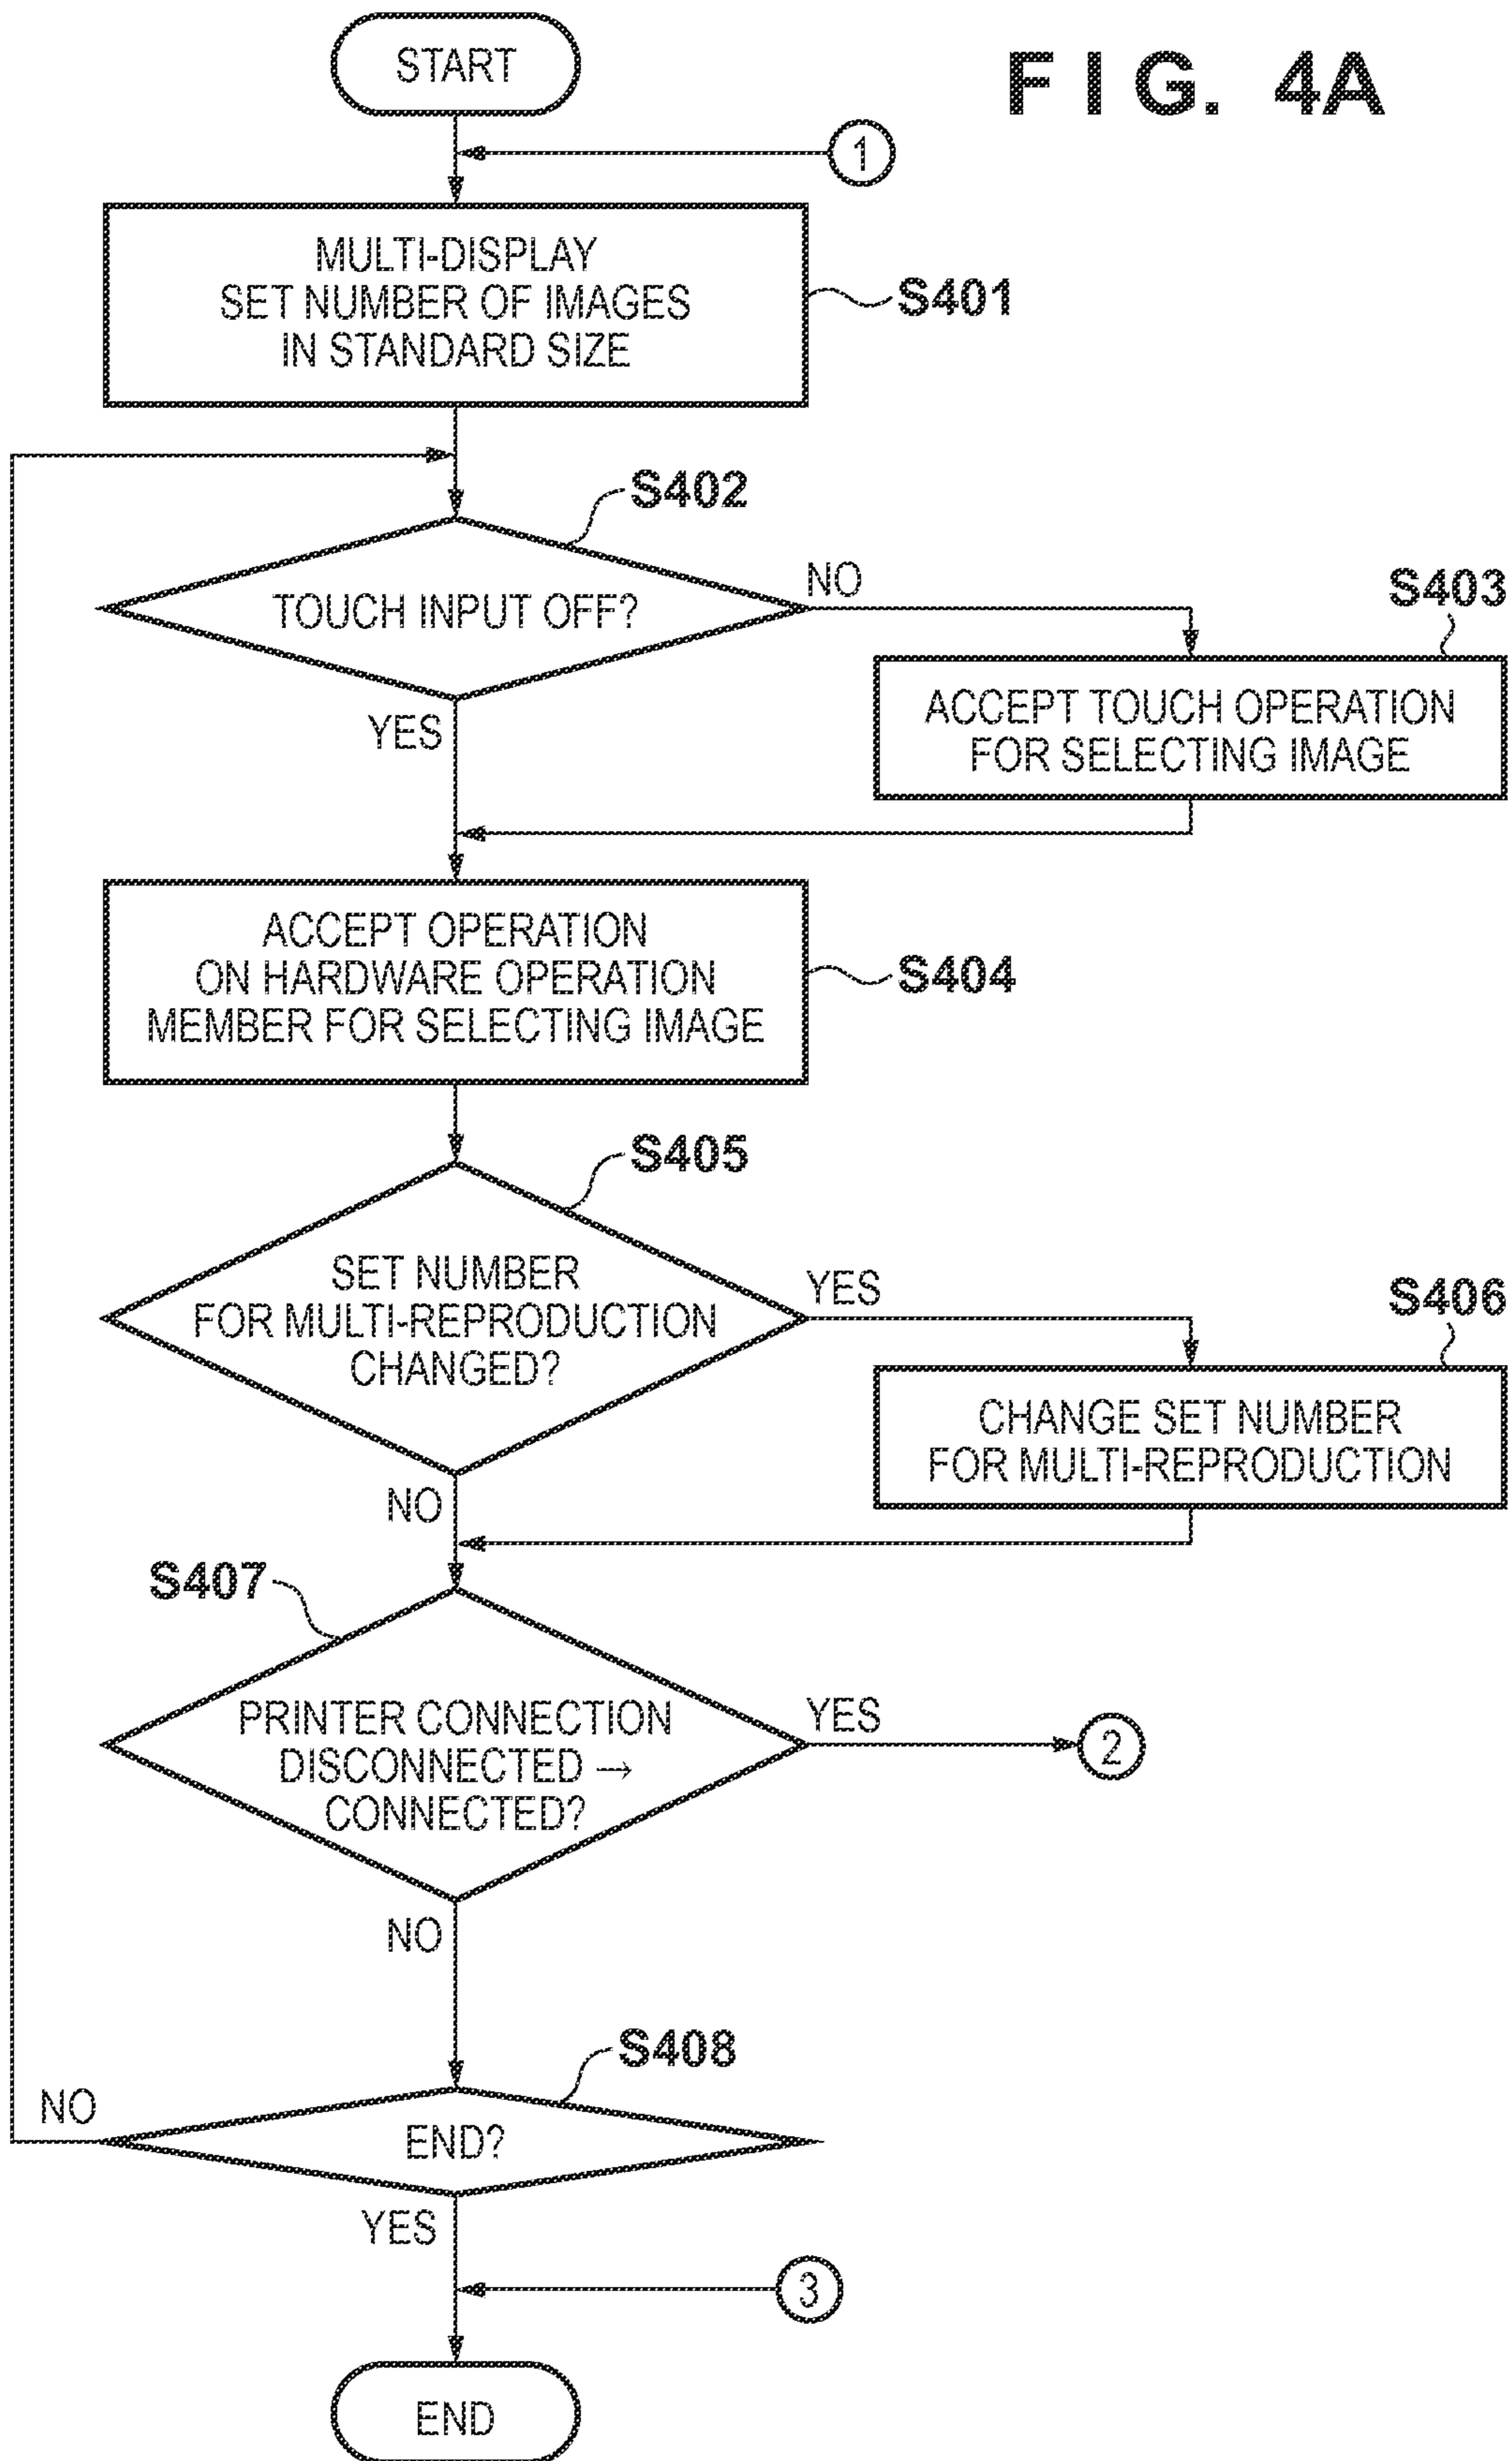 FIG. 4A
START
1
MULTI-DISPLAY
SET NUMBER OF IMAGES
IN STANDARD SIZE
S401
S402
TOUCH INPUT OFF?
NO
YES
S403
ACCEPT TOUCH OPERATION
FOR SELECTING IMAGE
ACCEPT OPERATION
ON HARDWARE OPERATION
MEMBER FOR SELECTING IMAGE
S404
S405
SET NUMBER
FOR MULTI-REPRODUCTION
CHANGED?
YES
NO
S406
CHANGE SET NUMBER
FOR MULTI-REPRODUCTION
S407
PRINTER CONNECTION
DISCONNECTED →
CONNECTED?
YES
2
NO
S408
NO
END?
YES
3
END